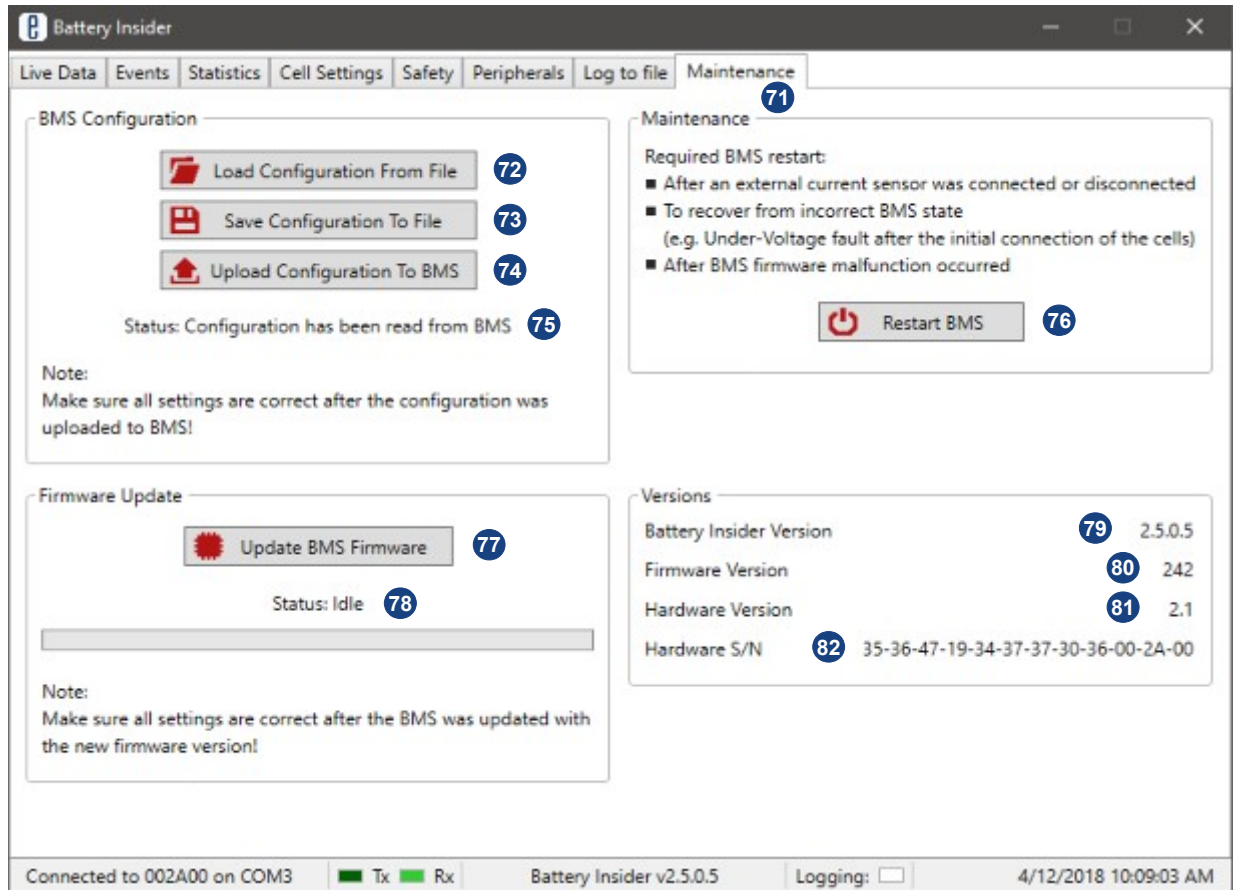 Battery Insider
Live Data Events Statistics Cell Settings Safety Peripherals Log to file Maintenance
71
BMS Configuration
Load Configuration From File 72
Save Configuration To File 73
Upload Configuration To BMS 74
Status: Configuration has been read from BMS 75
Note:
Make sure all settings are correct after the configuration was
uploaded to BMS!
Maintenance
Required BMS restart:
■ After an external current sensor was connected or disconnected
■ To recover from incorrect BMS state
(e.g. Under-Voltage fault after the initial connection of the cells)
■ After BMS firmware malfunction occurred
Restart BMS 76
Firmware Update
Update BMS Firmware 77
Status: Idle 78
Note:
Make sure all settings are correct after the BMS was updated with
the new firmware version!
Versions
Battery Insider Version 79 2.5.0.5
Firmware Version 80 242
Hardware Version 81 2.1
Hardware S/N 82 35-36-47-19-34-37-37-30-36-00-2A-00
Connected to 002A00 on COM3 Tx Rx Battery Insider v2.5.0.5 Logging: 4/12/2018 10:09:03 AM